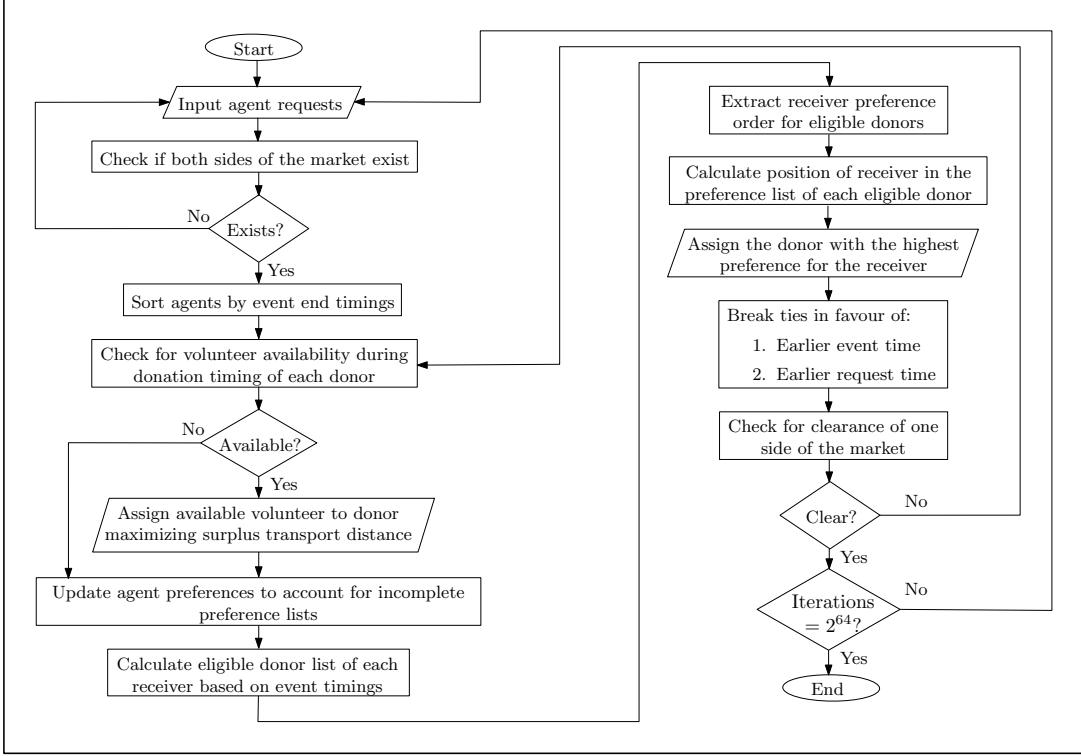 Start
Input agent requests
Check if both sides of the market exist
No
Exists?
Yes
Sort agents by event end timings
Check for volunteer availability during
donation timing of each donor
No
Available?
Yes
Assign available volunteer to donor
maximizing surplus transport distance
Update agent preferences to account for incomplete
preference lists
Calculate eligible donor list of each
receiver based on event timings
Extract receiver preference
order for eligible donors
Calculate position of receiver in the
preference list of each eligible donor
Assign the donor with the highest
preference for the receiver
Break ties in favour of:
1. Earlier event time
2. Earlier request time
Check for clearance of one
side of the market
No
Clear?
Yes
No
Iterations
= 2^64?
Yes
End